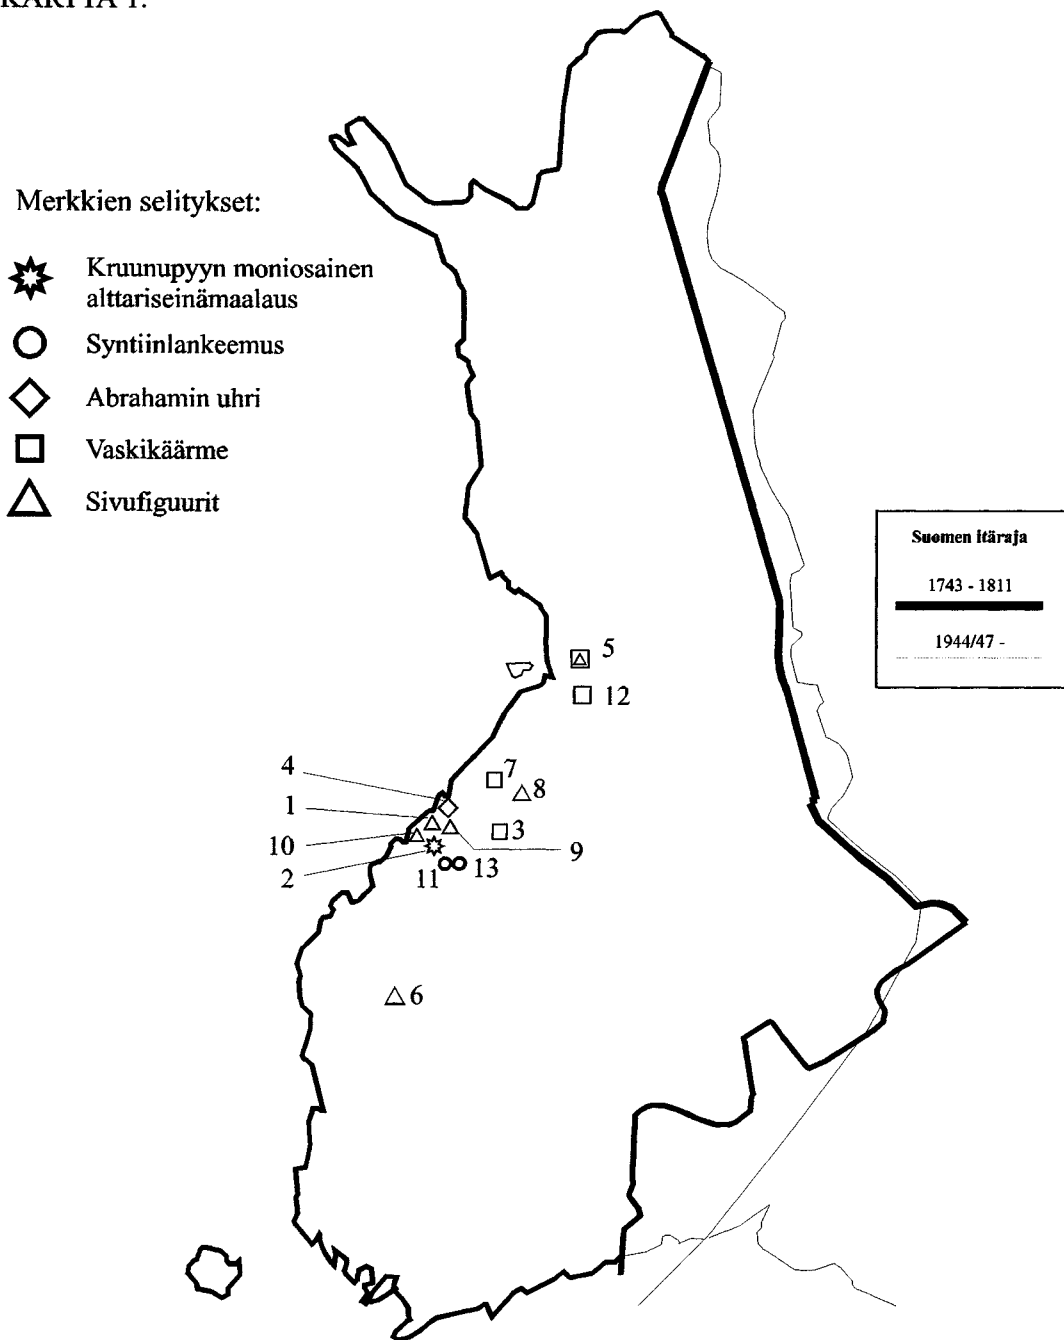 KARTTA 1.
Merkkien selitykset:
Kruunupyyn moniosainen
alttariseinämaalaus
Syntiinlankeemus
Abrahamin uhri
Vaskikäärme
Sivufiguurit
Suomen itäraja
1743 - 1811
1944/47 -
5
12
4
7
8
1
3
10
9
2
11
13
6